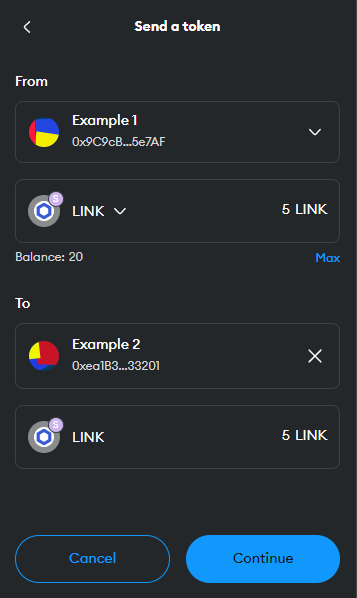 Send a token
From
Example 1
0x9C9cB...5e7AF
S
LINK
5 LINK
Balance: 20
Max
To
Example 2
0xea1B3...33201
S
LINK
5 LINK
Cancel
Continue